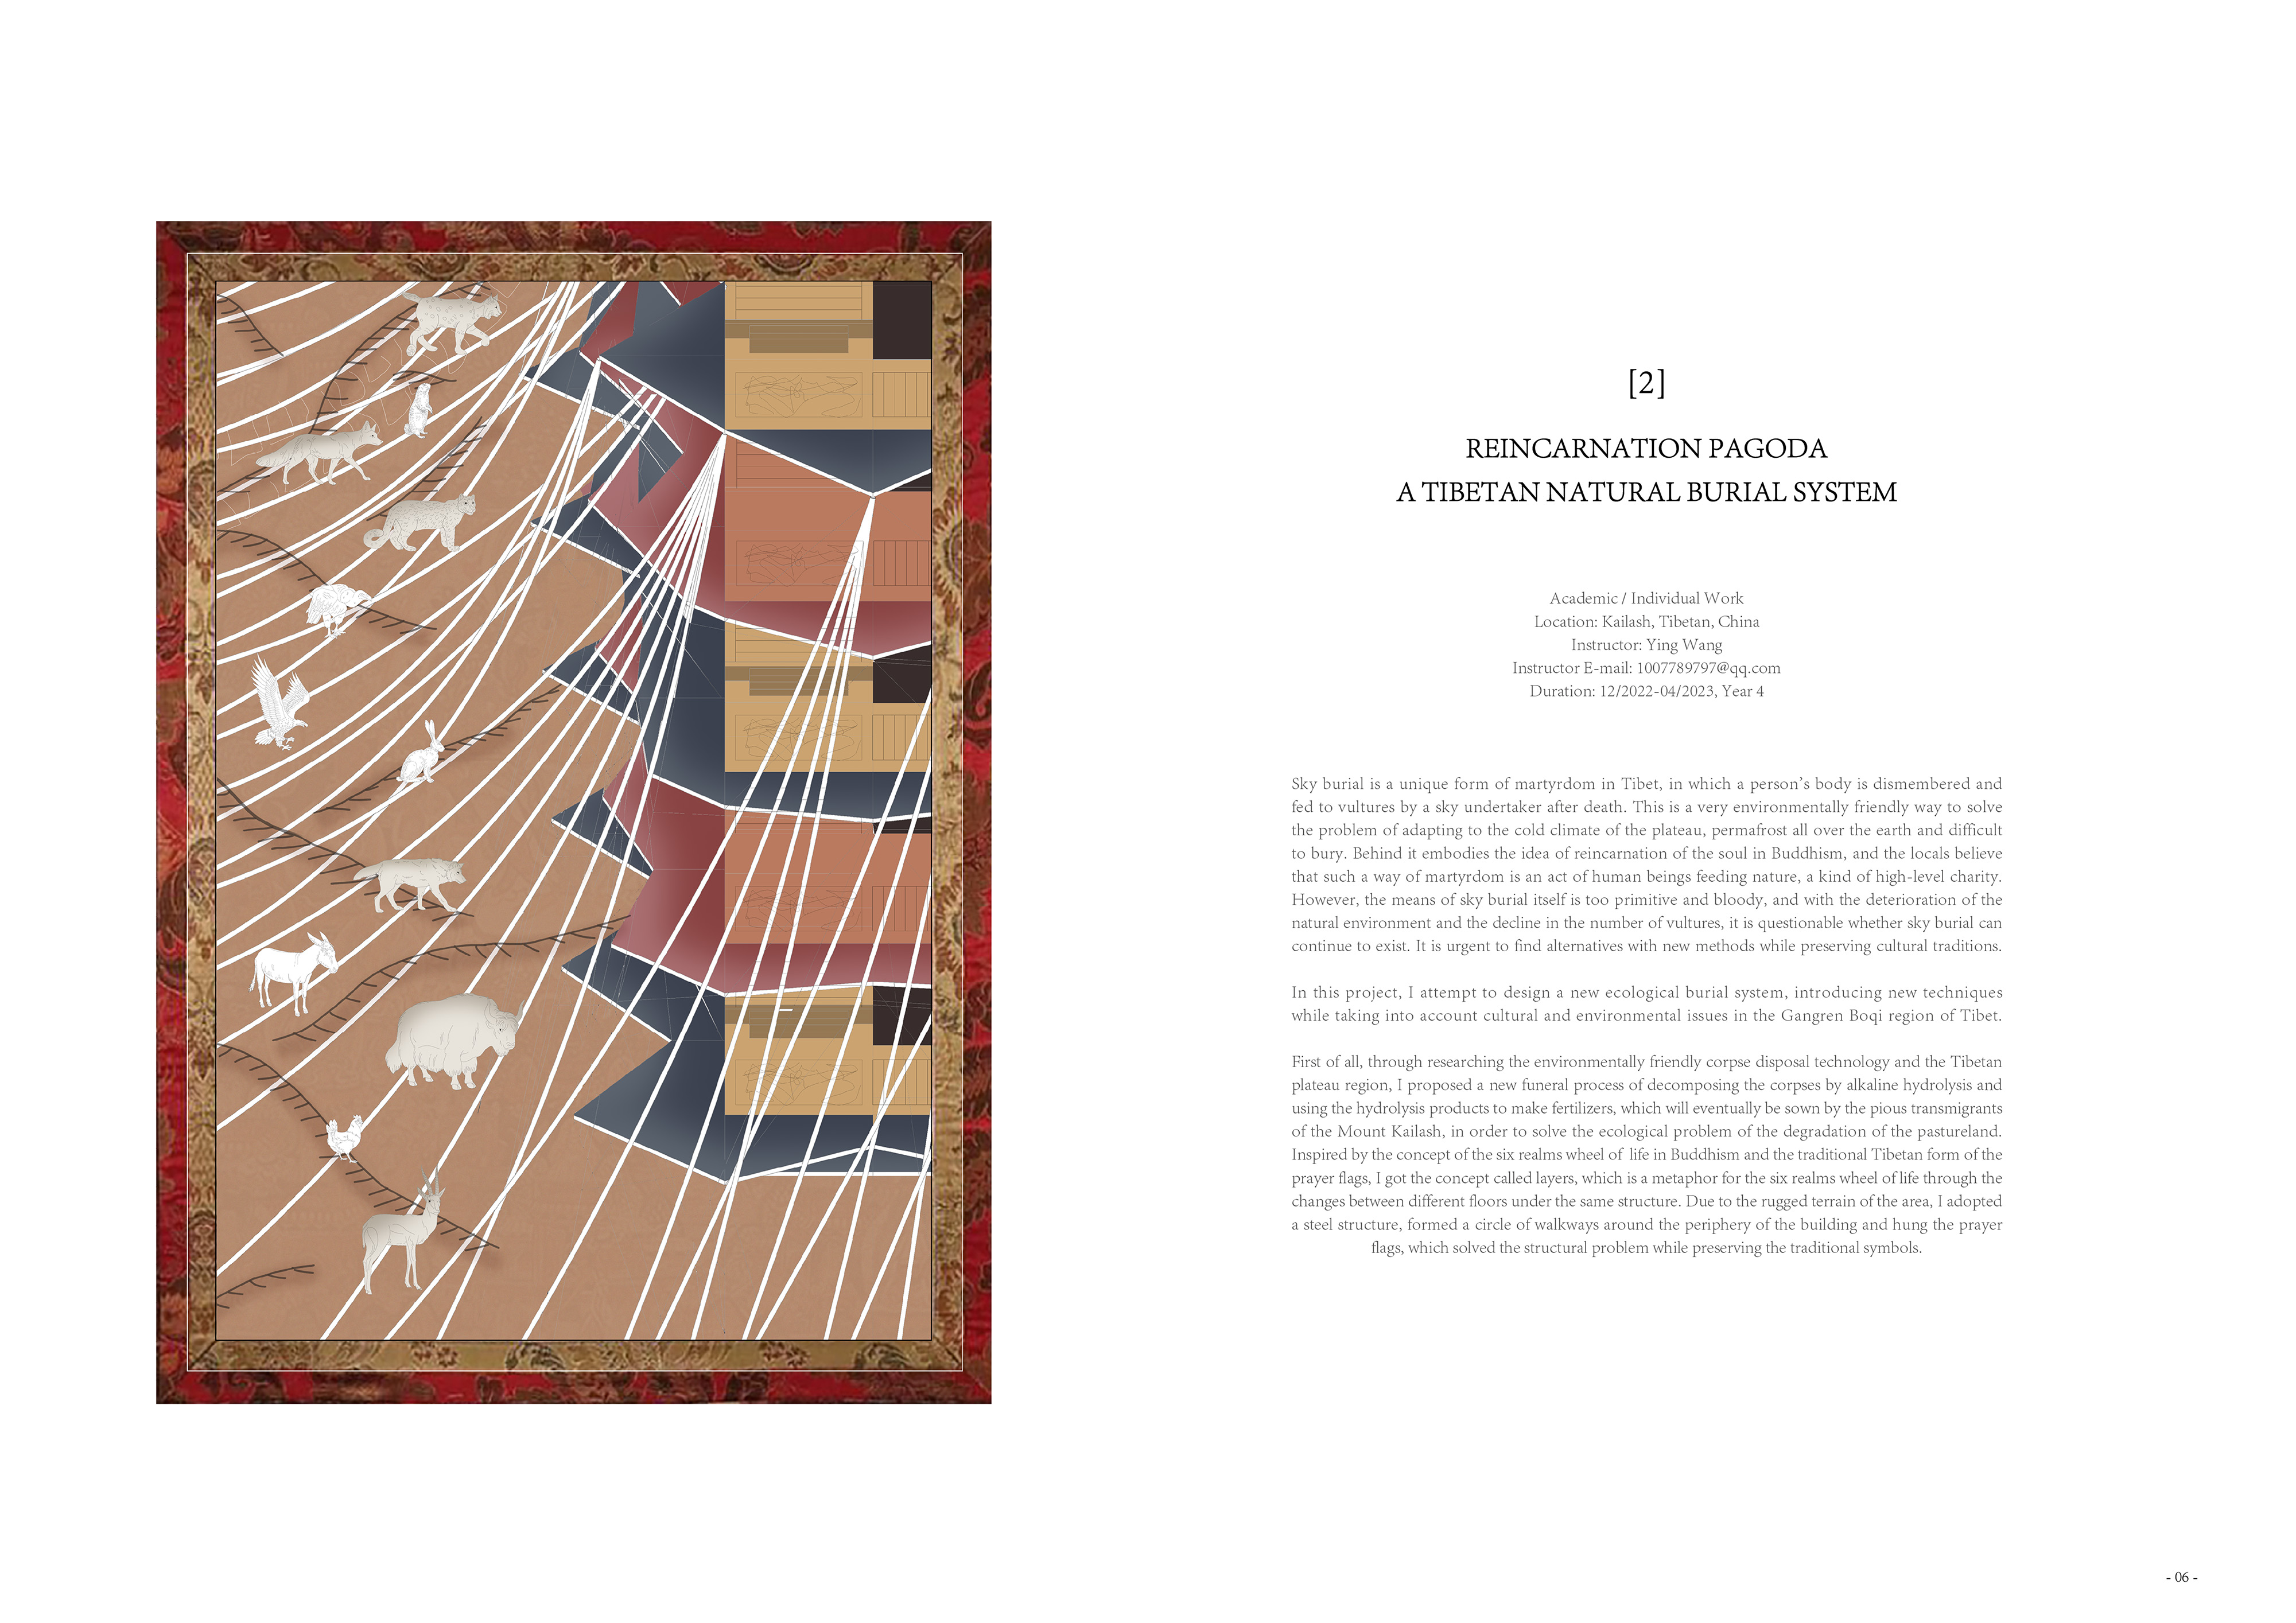 [2]
REINCARNATION PAGODA
A TIBETAN NATURAL BURIAL SYSTEM
Academic / Individual Work
Location: Kailash, Tibetan, China
Instructor: Ying Wang
Instructor E-mail: 1007789797@qq.com
Duration: 12/2022-04/2023, Year 4
Sky burial is a unique form of martyrdom in Tibet, in which a person's body is dismembered and
fed to vultures by a sky undertaker after death. This is a very environmentally friendly way to solve
the problem of adapting to the cold climate of the plateau, permafrost all over the earth and difficult
to bury. Behind it embodies the idea of reincarnation of the soul in Buddhism, and the locals believe
that such a way of martyrdom is an act of human beings feeding nature, a kind of high-level charity.
However, the means of sky burial itself is too primitive and bloody, and with the deterioration of the
natural environment and the decline in the number of vultures, it is questionable whether sky burial can
continue to exist. It is urgent to find alternatives with new methods while preserving cultural traditions.
In this project, I attempt to design a new ecological burial system, introducing new techniques
while taking into account cultural and environmental issues in the Gangren Boqi region of Tibet.
First of all, through researching the environmentally friendly corpse disposal technology and the Tibetan
plateau region, I proposed a new funeral process of decomposing the corpses by alkaline hydrolysis and
using the hydrolysis products to make fertilizers, which will eventually be sown by the pious transmigrants
of the Mount Kailash, in order to solve the ecological problem of the degradation of the pastureland.
Inspired by the concept of the six realms wheel of life in Buddhism and the traditional Tibetan form of the
prayer flags, I got the concept called layers, which is a metaphor for the six realms wheel of life through the
changes between different floors under the same structure. Due to the rugged terrain of the area, I adopted
a steel structure, formed a circle of walkways around the periphery of the building and hung the prayer
flags, which solved the structural problem while preserving the traditional symbols.
- 06 -